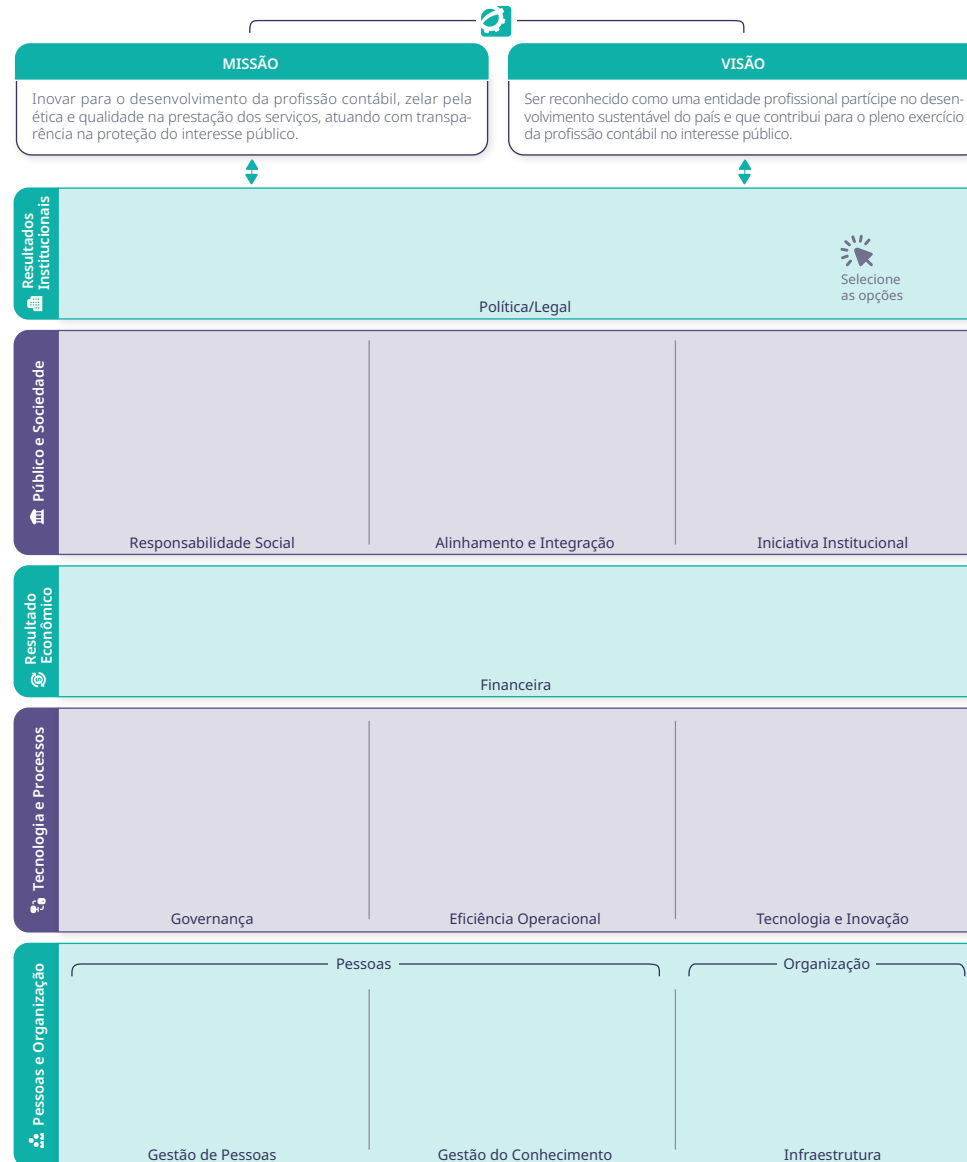 MISSÃO
Inovar para o desenvolvimento da profissão contábil, zelar pela
ética e qualidade na prestação dos serviços, atuando com transpa-
rência na proteção do interesse público.
VISÃO
Ser reconhecido como uma entidade profissional partícipe no desen-
volvimento sustentável do país e que contribui para o pleno exercício
da profissão contábil no interesse público.
Resultados
Institucionais
Selecione
as opções
Política/Legal
Público e Sociedade
Responsabilidade Social
Alinhamento e Integração
Iniciativa Institucional
Resultado
Econômico
Financeira
Tecnologia e Processos
Governança
Eficiência Operacional
Tecnologia e Inovação
Pessoas e Organização
Pessoas
Organização
Gestão de Pessoas
Gestão do Conhecimento
Infraestrutura